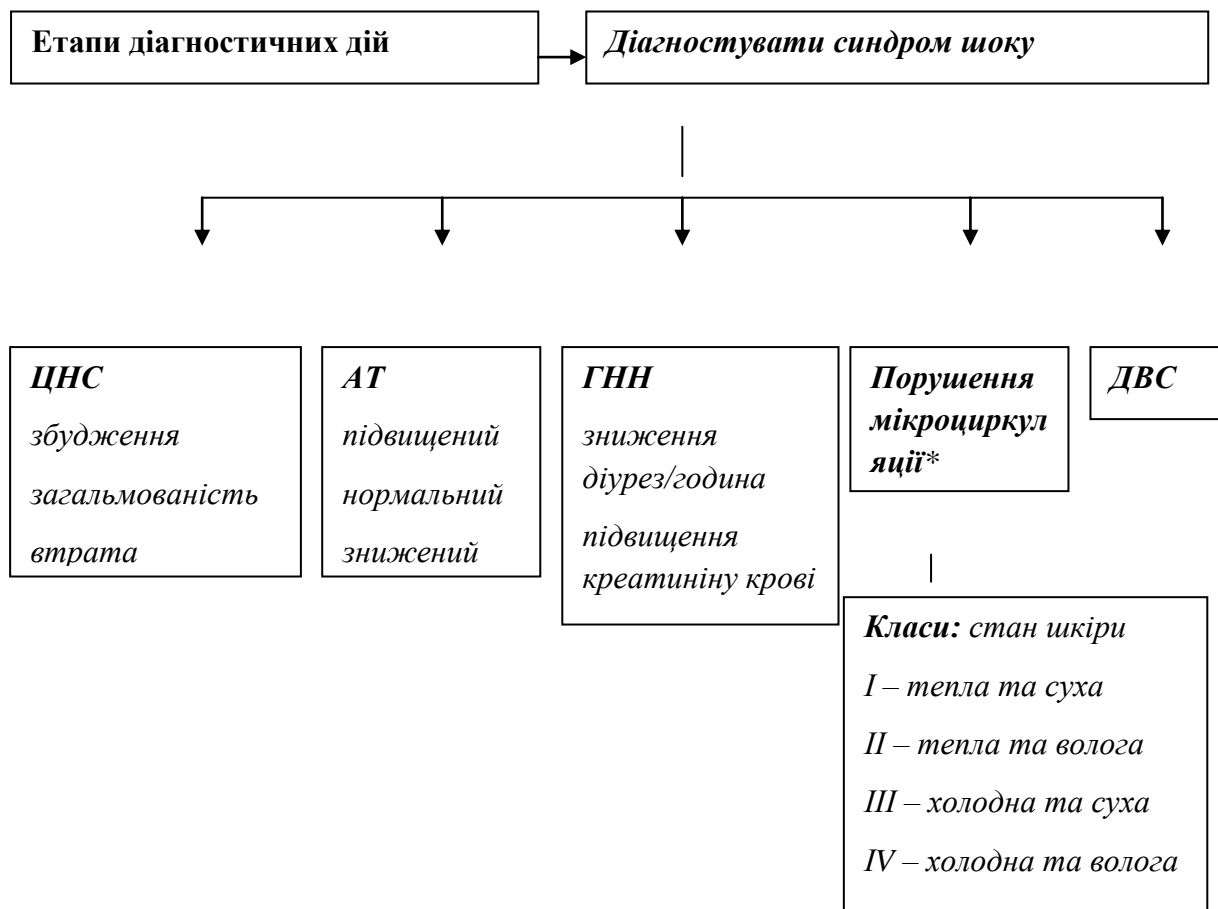 Етапи діагностичних дій
Діагностувати синдром шоку
ЦНС
збудження
загальмованість
втрата
АТ
підвищений
нормальний
знижений
ГНН
зниження
діурез/година
підвищення
креатиніну крові
Порушення
мікроциркул
яції*
ДВС
Класи: стан шкіри
I – тепла та суха
II – тепла та волога
III – холодна та суха
IV – холодна та волога